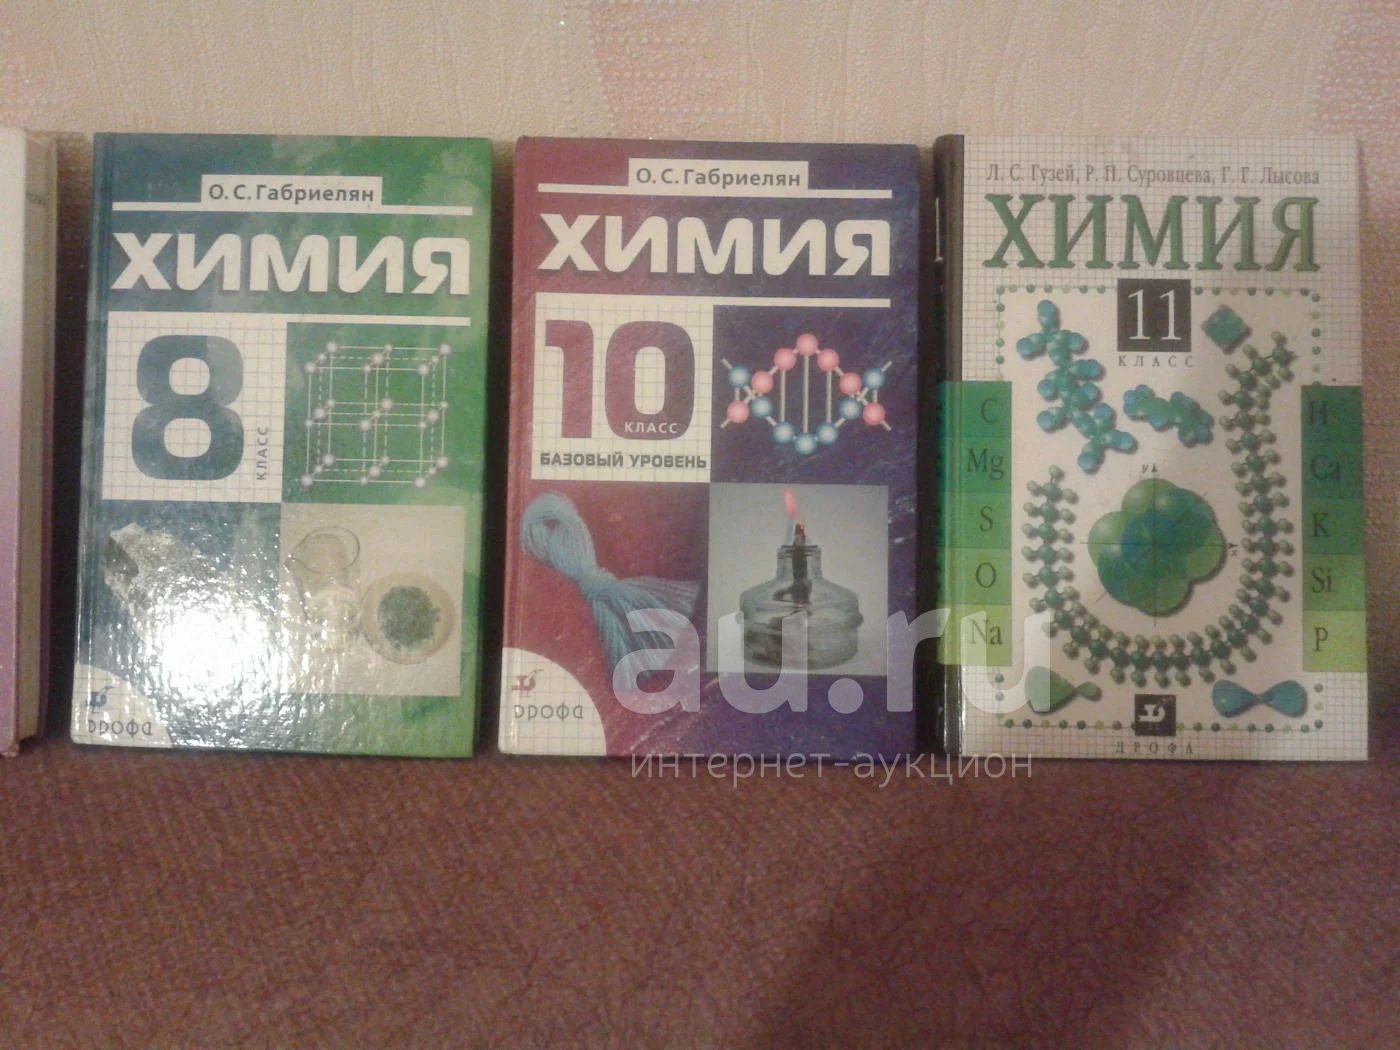 О. С. Габриелян
ХИМИЯ
8
КЛАСС
дрофа
О. С. Габриелян
ХИМИЯ
10
КЛАСС
БАЗОВЫЙ УРОВЕНЬ
дрофа
Л. С. Гузей, Р. П. Суровцева, Г. Г. Лысова
ХИМИЯ
11
КЛАСС
C
Mg
S
O
Na
H
Ca
K
Si
P
ДРОФА
au.ru
интернет-аукцион